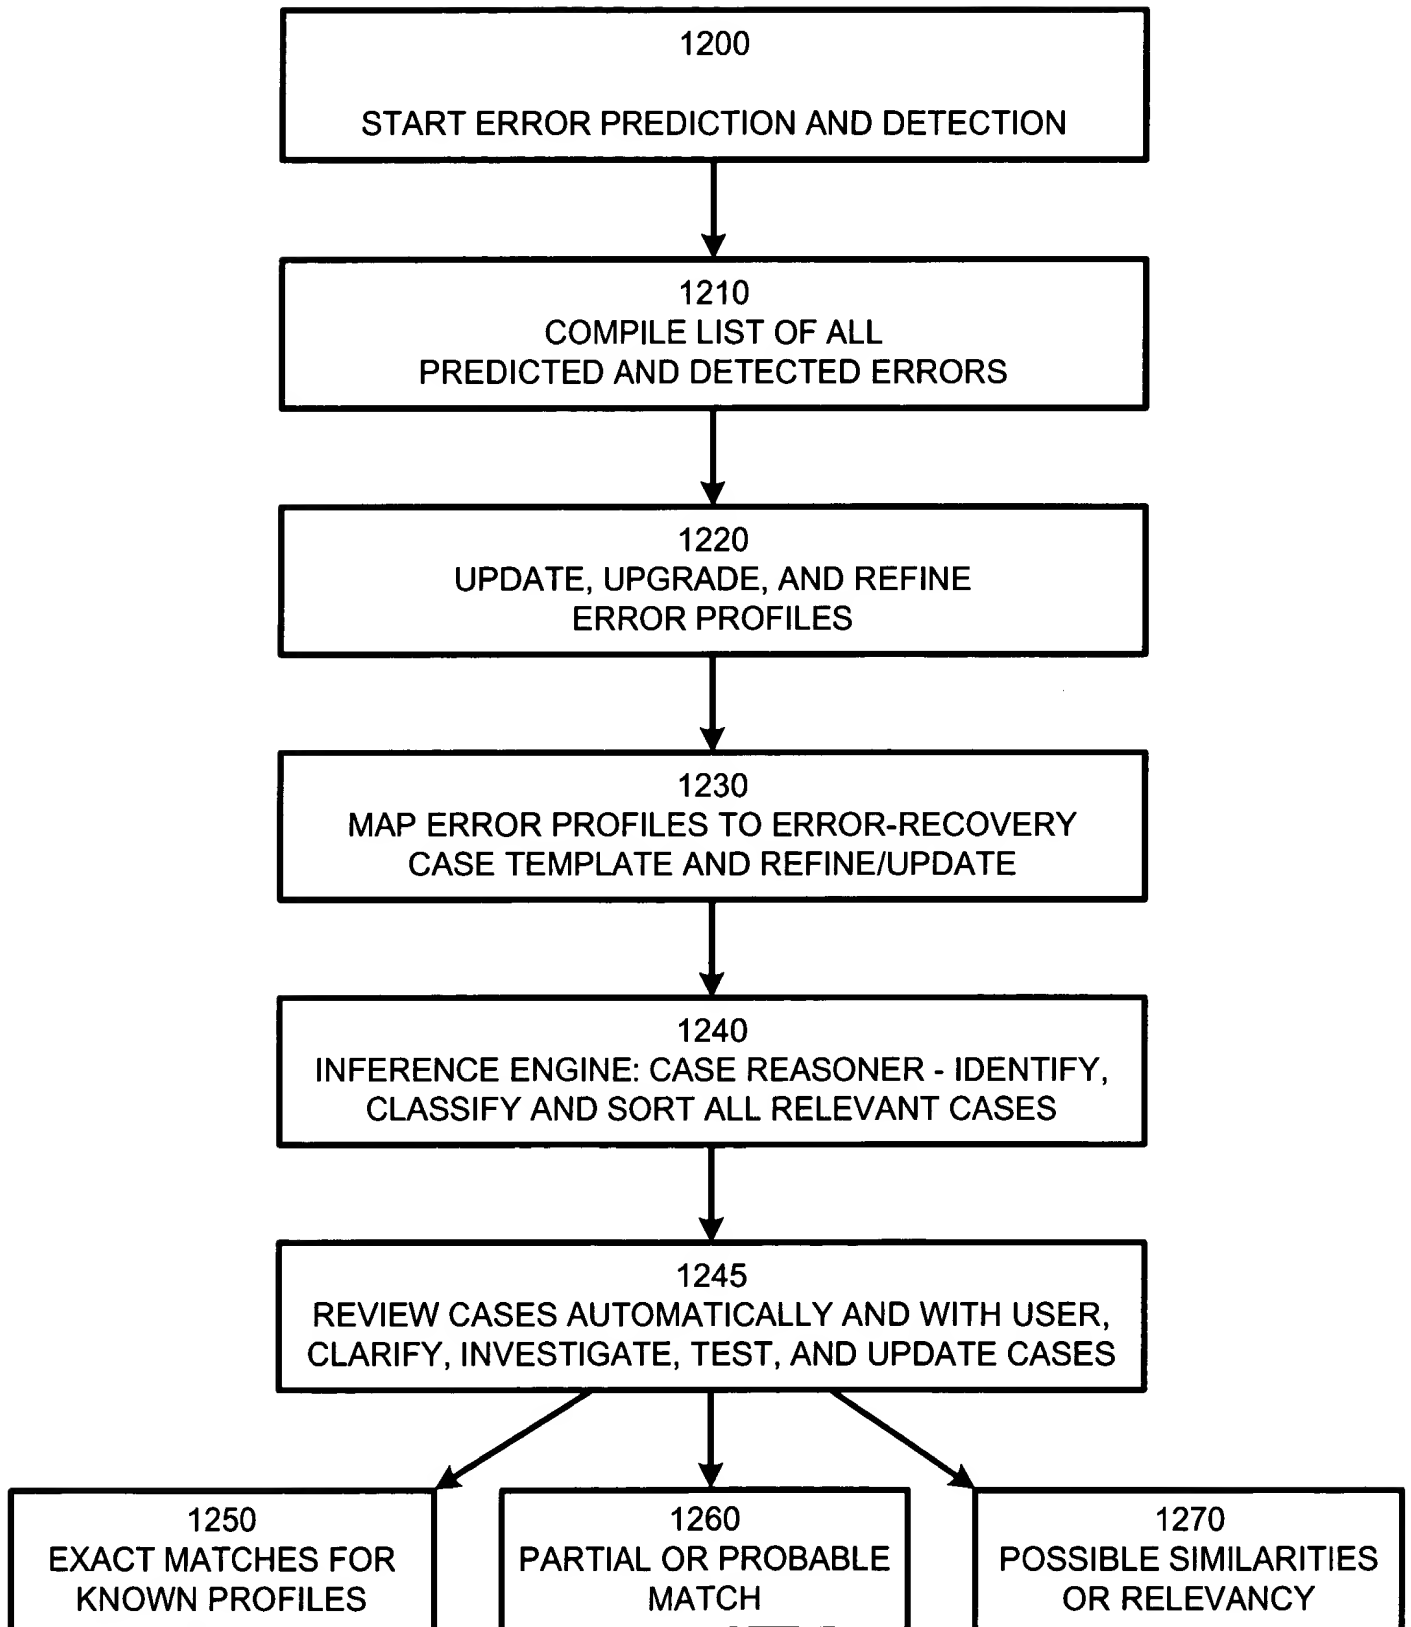 1200
START ERROR PREDICTION AND DETECTION
1210
COMPILE LIST OF ALL
PREDICTED AND DETECTED ERRORS
1220
UPDATE, UPGRADE, AND REFINE
ERROR PROFILES
1230
MAP ERROR PROFILES TO ERROR-RECOVERY
CASE TEMPLATE AND REFINE/UPDATE
1240
INFERENCE ENGINE: CASE REASONER - IDENTIFY,
CLASSIFY AND SORT ALL RELEVANT CASES
1245
REVIEW CASES AUTOMATICALLY AND WITH USER,
CLARIFY, INVESTIGATE, TEST, AND UPDATE CASES
1250
EXACT MATCHES FOR
KNOWN PROFILES
1260
PARTIAL OR PROBABLE
MATCH
1270
POSSIBLE SIMILARITIES
OR RELEVANCY